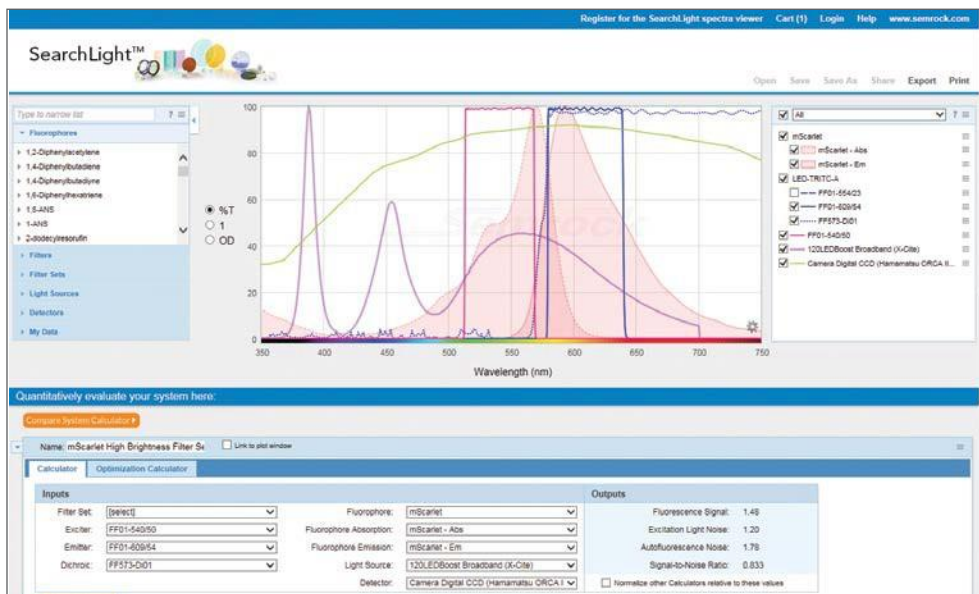 Register for the SearchLight spectra viewer Cart (1) Login Help www.semrock.com
SearchLight™
Open Save Save As Share Export Print
Type to narrow list ?
Fluorophores
1,2-Diphenylacetylene
1,4-Diphenylbutadiene
1,4-Diphenylbutadiyne
1,6-Diphenylhexatriene
1,5-ANS
1-ANS
2-dodecylresorufin
Filters
Filter Sets
Light Sources
Detectors
My Data
%T
1
OD
100
80
60
40
20
0
Semrock
350 400 450 500 550 600 650 700 750
Wavelength (nm)
All ?
mScarlet
mScarlet - Abs
mScarlet - Em
LED-TRITC-A
FF01-554/23
FF01-609/54
FF573-Di01
FF01-540/50
120LEDBoost Broadband (X-Cite)
Camera Digital CCD (Hamamatsu ORCA II...
Quantitatively evaluate your system here:
Compare System Calculator
Name: mScarlet High Brightness Filter Se Link to plot window
Calculator Optimization Calculator
Inputs Outputs
Filter Set: [select] Fluorophore: mScarlet Fluorescence Signal: 1.48
Exciter: FF01-540/50 Fluorophore Absorption: mScarlet - Abs Excitation Light Noise: 1.20
Emitter: FF01-609/54 Fluorophore Emission: mScarlet - Em Autofluorescence Noise: 1.78
Dichroic: FF573-Di01 Light Source: 120LEDBoost Broadband (X-Cite) Signal-to-Noise Ratio: 0.833
Detector: Camera Digital CCD (Hamamatsu ORCA I Normalize other Calculators relative to these values